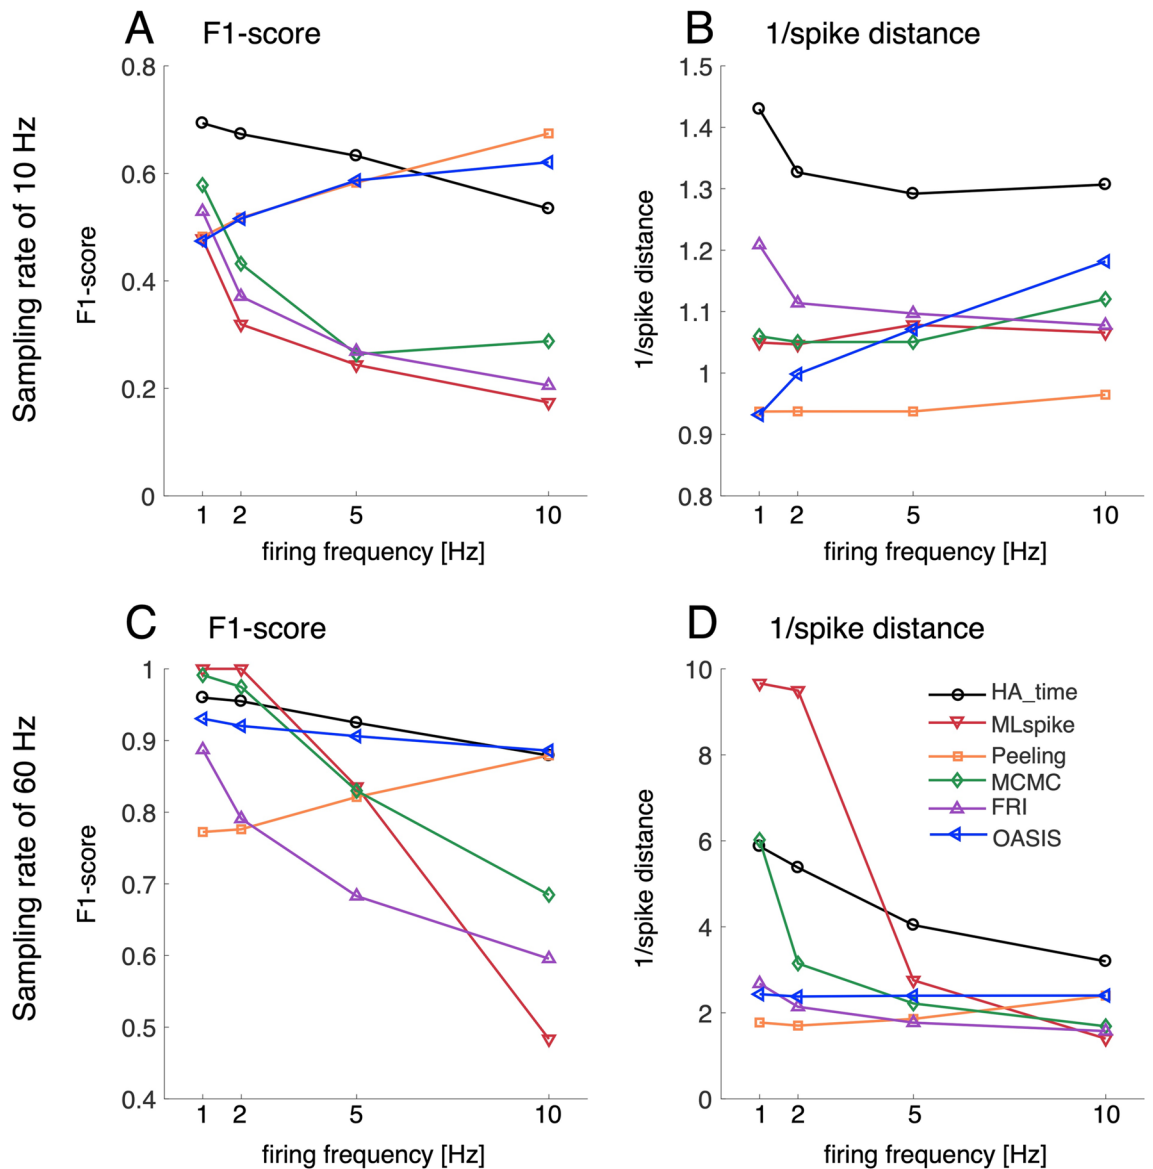 A F1-score
B 1/spike distance
Sampling rate of 10 Hz
F1-score
0.8
0.6
0.4
0.2
0
1 2 5 10
firing frequency [Hz]
1/spike distance
1.5
1.4
1.3
1.2
1.1
1
0.9
0.8
1 2 5 10
firing frequency [Hz]
C F1-score
D 1/spike distance
Sampling rate of 60 Hz
F1-score
1
0.9
0.8
0.7
0.6
0.5
0.4
1 2 5 10
firing frequency [Hz]
1/spike distance
10
8
6
4
2
0
1 2 5 10
firing frequency [Hz]
HA_time
MLspike
Peeling
MCMC
FRI
OASIS